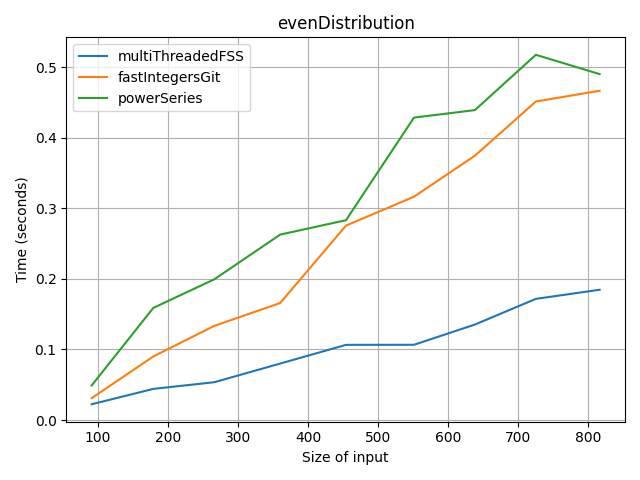 evenDistribution
multiThreadedFSS
fastIntegersGit
powerSeries
Time (seconds)
0.5
0.4
0.3
0.2
0.1
0.0
100 200 300 400 500 600 700 800
Size of input